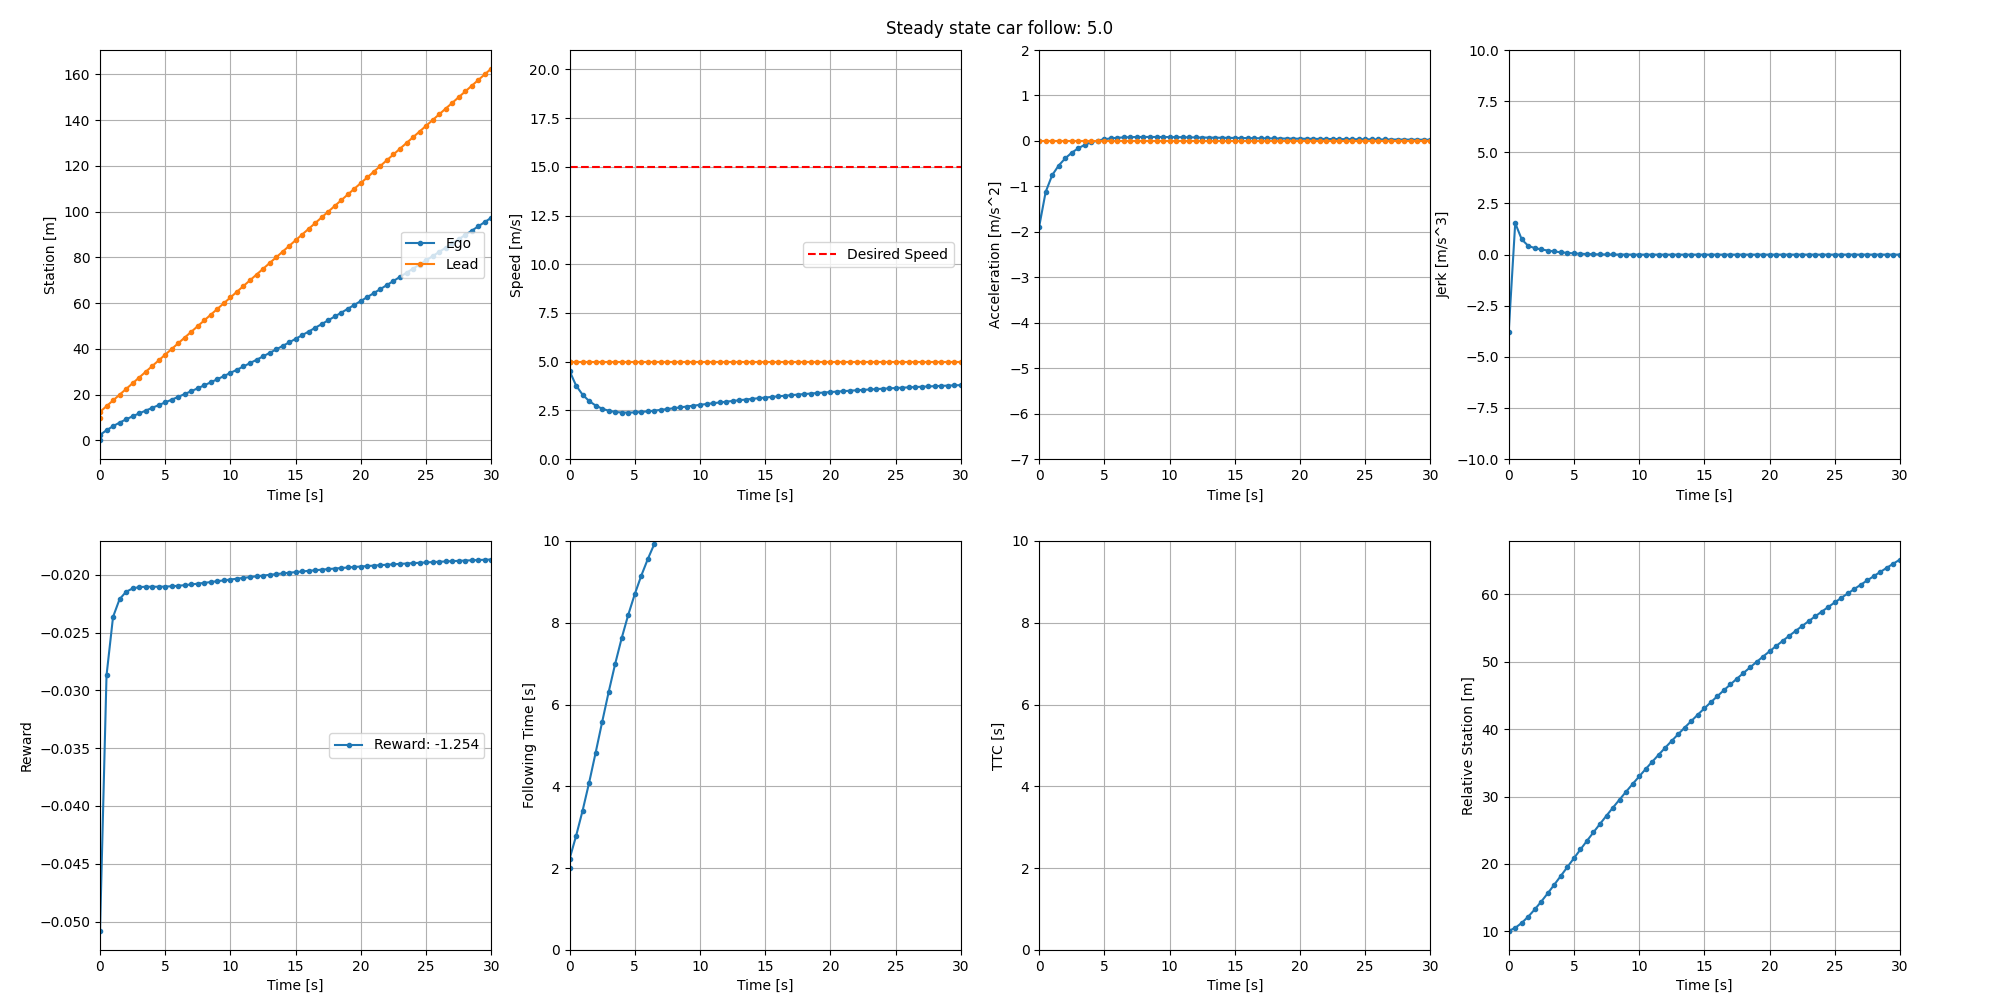 Steady state car follow: 5.0
Station [m]
160
140
120
100
80
60
40
20
0
Ego
Lead
0 5 10 15 20 25 30
Time [s]
Speed [m/s]
20.0
17.5
15.0
12.5
10.0
7.5
5.0
2.5
0.0
Desired Speed
0 5 10 15 20 25 30
Time [s]
Acceleration [m/s^2]
2
1
0
−1
−2
−3
−4
−5
−6
−7
0 5 10 15 20 25 30
Time [s]
Jerk [m/s^3]
10.0
7.5
5.0
2.5
0.0
−2.5
−5.0
−7.5
−10.0
0 5 10 15 20 25 30
Time [s]
Reward
−0.020
−0.025
−0.030
−0.035
−0.040
−0.045
−0.050
Reward: -1.254
0 5 10 15 20 25 30
Time [s]
Following Time [s]
10
8
6
4
2
0
0 5 10 15 20 25 30
Time [s]
TTC [s]
10
8
6
4
2
0
0 5 10 15 20 25 30
Time [s]
Relative Station [m]
60
50
40
30
20
10
0 5 10 15 20 25 30
Time [s]